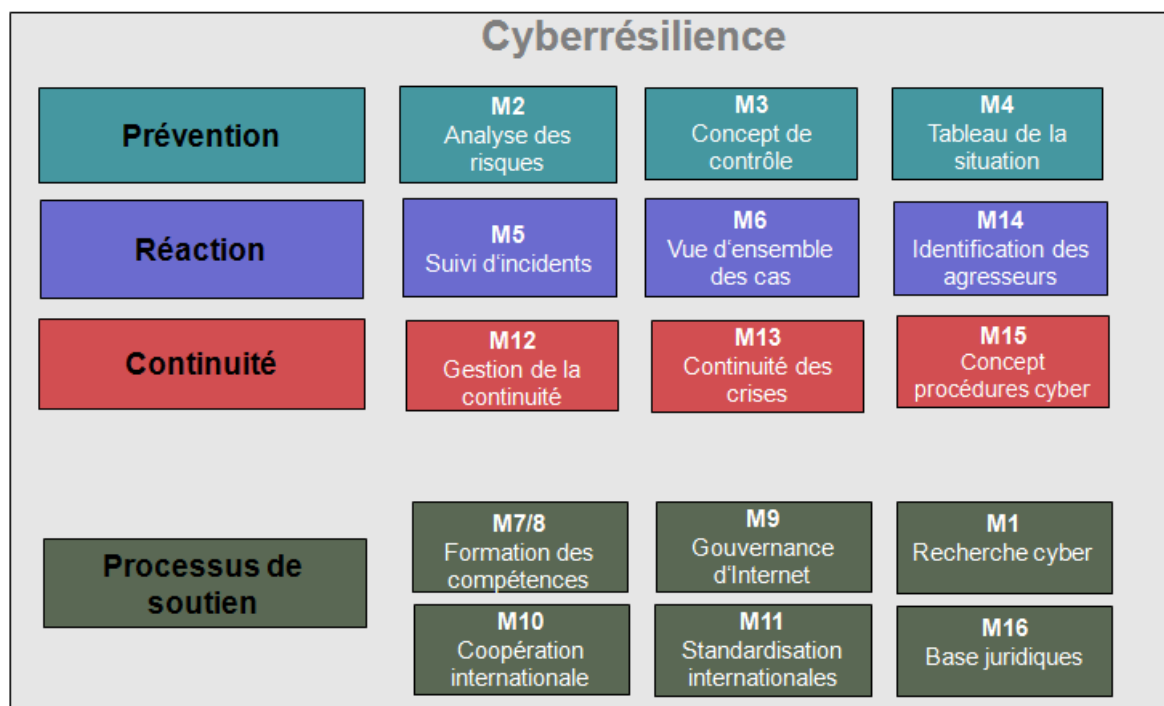 Cyberrésilience
Prévention
M2
Analyse des
risques
M3
Concept de
contrôle
M4
Tableau de la
situation
Réaction
M5
Suivi d'incidents
M6
Vue d'ensemble
des cas
M14
Identification des
agresseurs
Continuité
M12
Gestion de la
continuité
M13
Continuité des
crises
M15
Concept
procédures cyber
Processus de
soutien
M7/8
Formation des
compétences
M9
Gouvernance
d'Internet
M1
Recherche cyber
M10
Coopération
internationale
M11
Standardisation
internationales
M16
Base juridiques